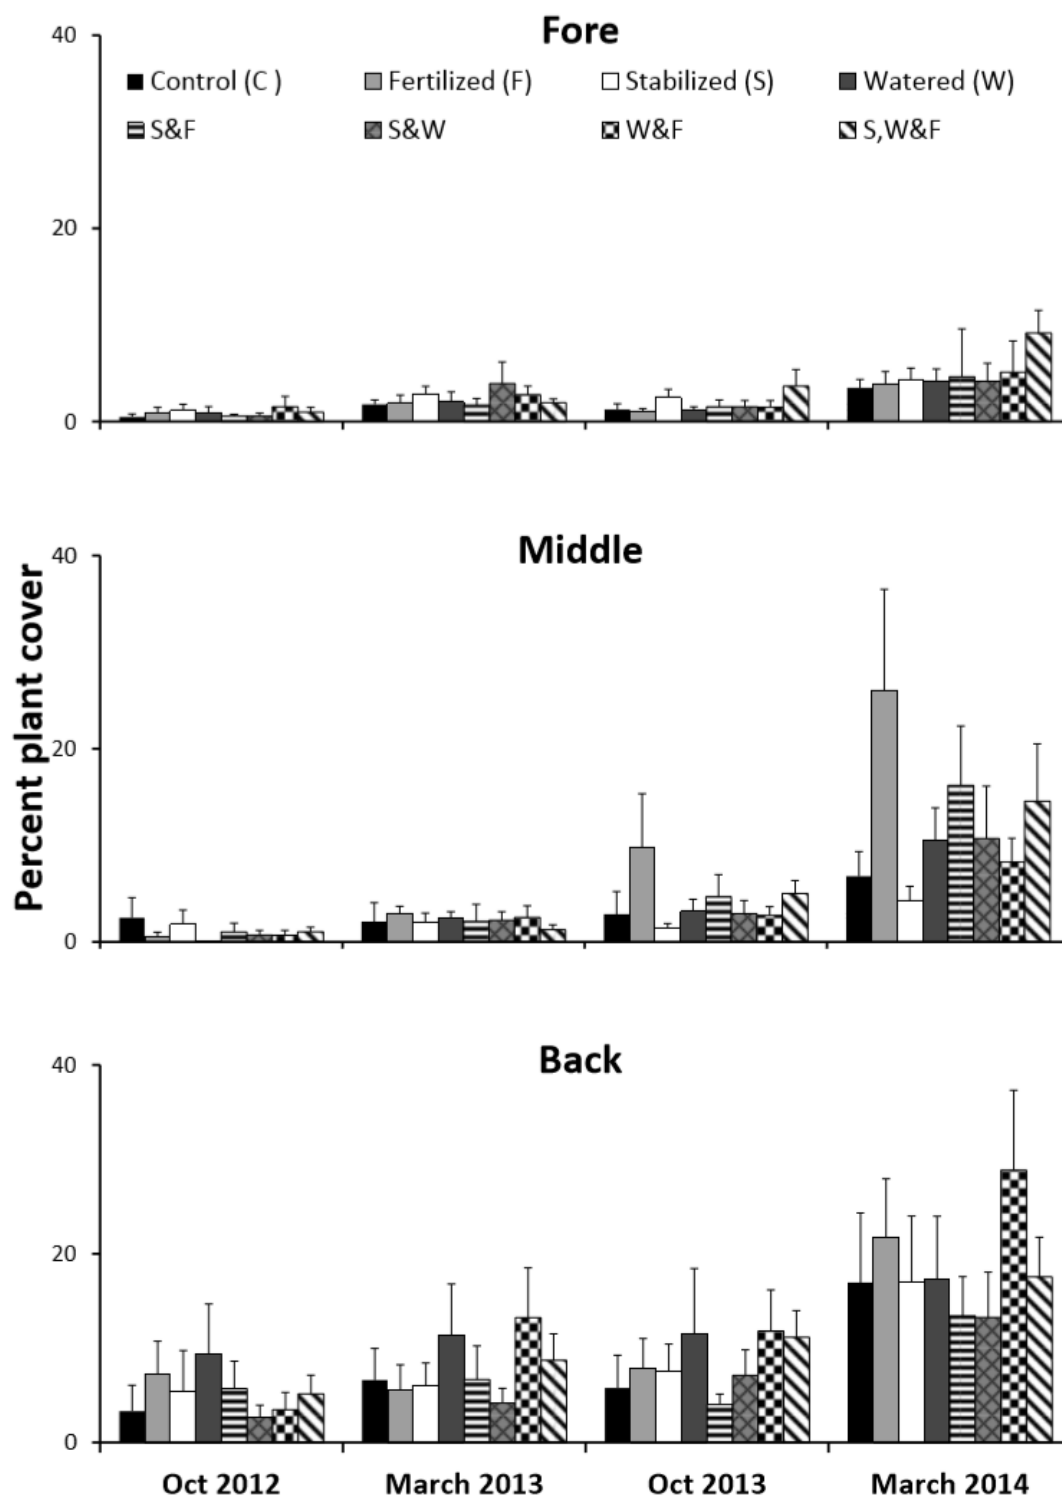 Fore
40
Control (C )
Fertilized (F)
Stabilized (S)
Watered (W)
S&F
S&W
W&F
S,W&F
20
0
Percent plant cover
Middle
40
20
0
Back
40
20
0
Oct 2012
March 2013
Oct 2013
March 2014